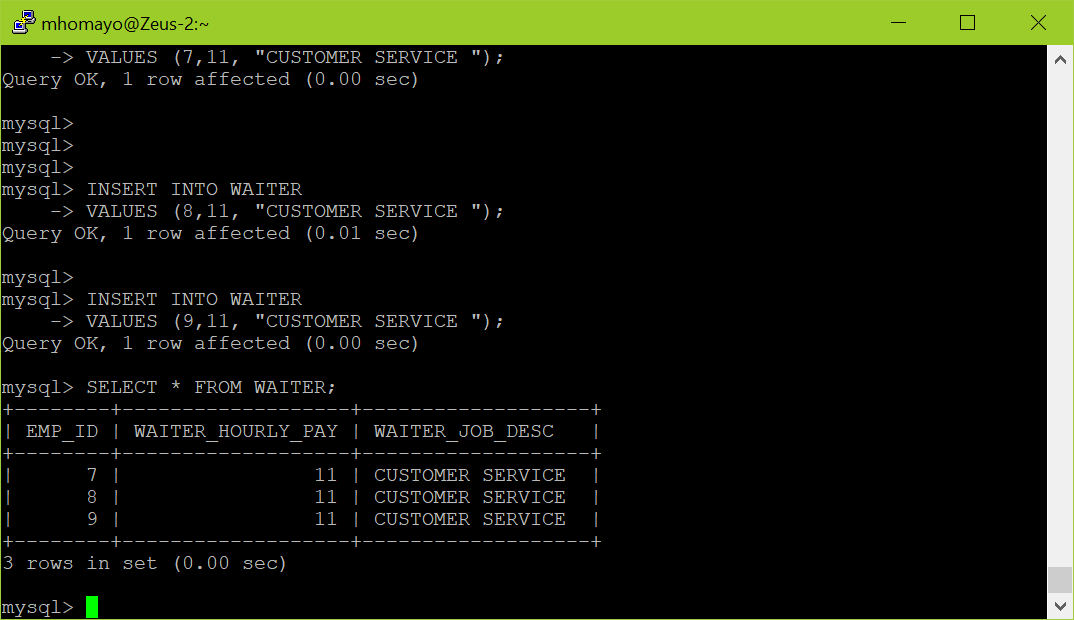 mhomayo@Zeus-2:~
    -> VALUES (7,11, "CUSTOMER SERVICE ");
Query OK, 1 row affected (0.00 sec)
mysql>
mysql>
mysql>
mysql> INSERT INTO WAITER
    -> VALUES (8,11, "CUSTOMER SERVICE ");
Query OK, 1 row affected (0.01 sec)
mysql>
mysql> INSERT INTO WAITER
    -> VALUES (9,11, "CUSTOMER SERVICE ");
Query OK, 1 row affected (0.00 sec)
mysql> SELECT * FROM WAITER;
+--------+-------------------+-------------------+
| EMP_ID | WAITER_HOURLY_PAY | WAITER_JOB_DESC   |
+--------+-------------------+-------------------+
|      7 |                11 | CUSTOMER SERVICE  |
|      8 |                11 | CUSTOMER SERVICE  |
|      9 |                11 | CUSTOMER SERVICE  |
+--------+-------------------+-------------------+
3 rows in set (0.00 sec)
mysql>